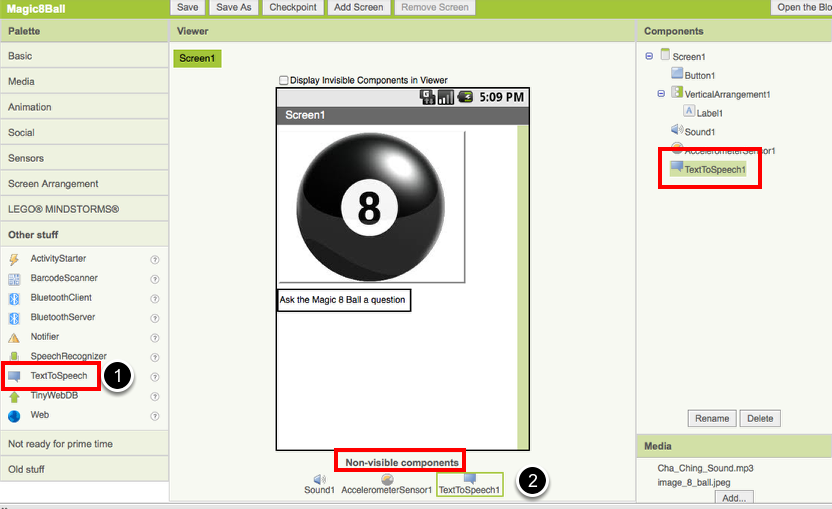 Magic8Ball
Save
Save As
Checkpoint
Add Screen
Remove Screen
Open the Blo
Palette
Viewer
Components
Basic
Media
Animation
Social
Sensors
Screen Arrangement
LEGO® MINDSTORMS®
Other stuff
ActivityStarter
?
BarcodeScanner
?
BluetoothClient
?
BluetoothServer
?
Notifier
?
SpeechRecognizer
?
TextToSpeech
?
1
TinyWebDB
?
Web
?
Not ready for prime time
Old stuff
Screen1
Display Invisible Components in Viewer
5:09 PM
Screen1
8
Ask the Magic 8 Ball a question
Non-visible components
Sound1
AccelerometerSensor1
TextToSpeech1
2
Screen1
Button1
VerticalArrangement1
A
Label1
Sound1
AccelerometerSensor1
TextToSpeech1
Rename
Delete
Media
Cha_Ching_Sound.mp3
image_8_ball.jpeg
Add...